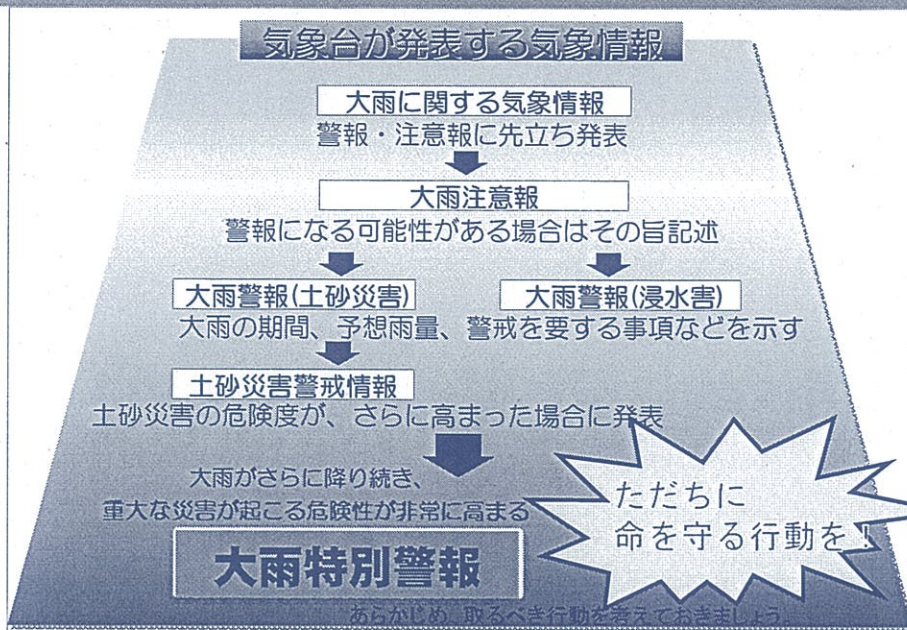 気象台が発表する気象情報
大雨に関する気象情報
警報・注意報に先立ち発表
大雨注意報
警報になる可能性がある場合はその旨記述
大雨警報(土砂災害)
大雨警報(浸水害)
大雨の期間、予想雨量、警戒を要する事項などを示す
土砂災害警戒情報
土砂災害の危険度が、さらに高まった場合に発表
大雨がさらに降り続き、
重大な災害が起こる危険性が非常に高まる
ただちに
命を守る行動を!
大雨特別警報
あらかじめ、取るべき行動を考えておきましょう。